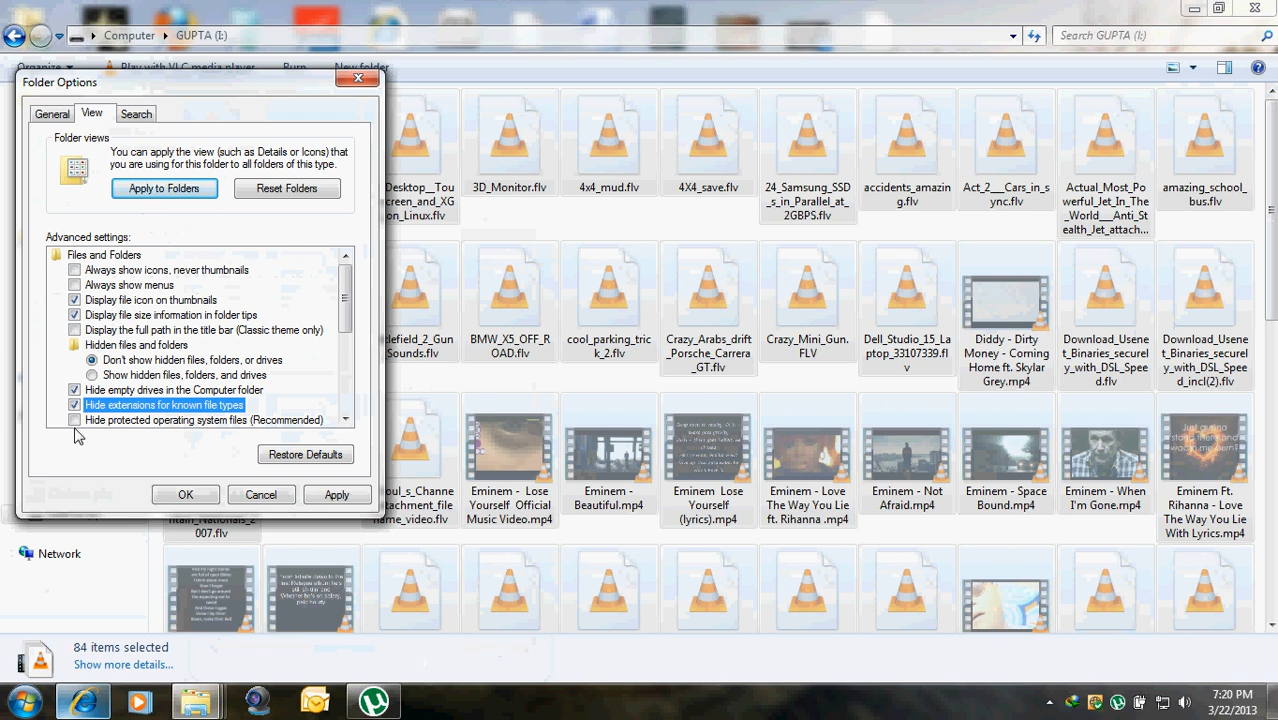 Computer
GUPTA (I:)
Search GUPTA (I:)
Organize
Play with VLC media player
Burn
New folder
Folder Options
General
View
Search
Folder views
You can apply the view (such as Details or Icons) that
you are using for this folder to all folders of this type.
Apply to Folders
Reset Folders
Advanced settings:
Files and Folders
Always show icons, never thumbnails
Always show menus
Display file icon on thumbnails
Display file size information in folder tips
Display the full path in the title bar (Classic theme only)
Hidden files and folders
Don't show hidden files, folders, or drives
Show hidden files, folders, and drives
Hide empty drives in the Computer folder
Hide extensions for known file types
Hide protected operating system files (Recommended)
Restore Defaults
OK
Cancel
Apply
Desktop__Tou
screen_and_XG
on_Linux.flv
3D_Monitor.flv
4x4_mud.flv
4X4_save.flv
24_Samsung_SSD
_s_in_Parallel_at_
2GBPS.flv
accidents_amazin
g.flv
Act_2___Cars_in_s
ync.flv
Actual_Most_Po
werful_Jet_In_The
_World___Anti_St
ealth_Jet_attach...
amazing_school_
bus.flv
tlefield_2_Gun
Sounds.flv
BMW_X5_OFF_R
OAD.flv
cool_parking_tric
k_2.flv
Crazy_Arabs_drift
_Porsche_Carrera
_GT.flv
Crazy_Mini_Gun.
FLV
Dell_Studio_15_La
ptop_33107339.fl
v
Diddy - Dirty
Money - Coming
Home ft. Skylar
Grey.mp4
Download_Usene
t_Binaries_securel
y_with_DSL_Spee
d.flv
Download_Usene
t_Binaries_securel
y_with_DSL_Spee
d_incl(2).flv
oul_s_Channe
ttachment_file
name_video.flv
Eminem - Lose
Yourself Official
Music Video.mp4
Eminem -
Beautiful.mp4
Eminem Lose
Yourself
(lyrics).mp4
Eminem - Love
The Way You Lie
ft. Rihanna .mp4
Eminem - Not
Afraid.mp4
Eminem - Space
Bound.mp4
Eminem - When
I'm Gone.mp4
Eminem Ft.
Rihanna - Love
The Way You Lie
With Lyrics.mp4
ntain_Nationals_2
007.flv
Network
84 items selected
Show more details...
7:20 PM
3/22/2013